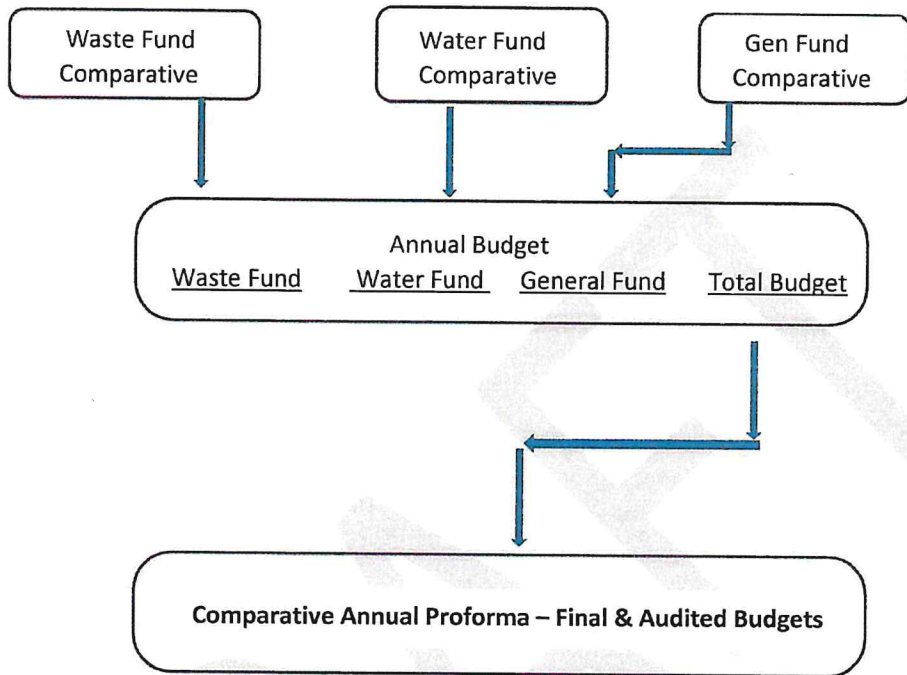 Waste Fund
Comparative
Water Fund
Comparative
Gen Fund
Comparative
Annual Budget
Waste Fund Water Fund General Fund Total Budget
Comparative Annual Proforma – Final & Audited Budgets